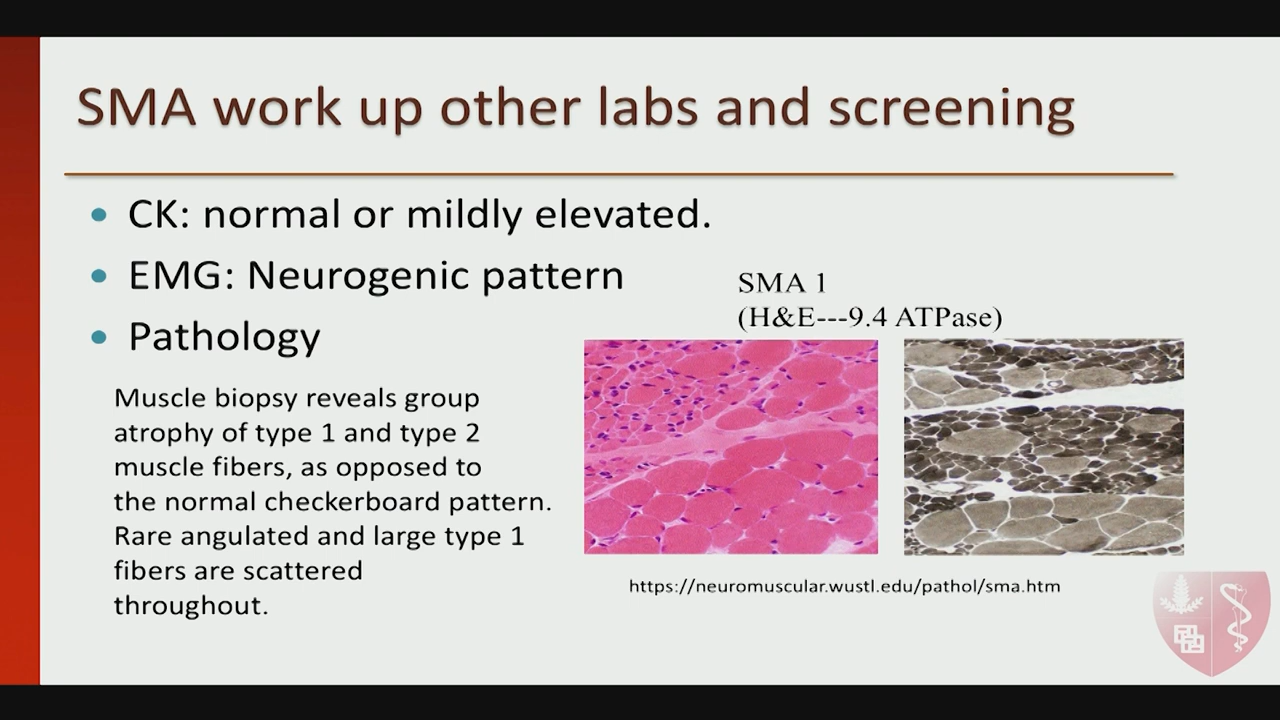 SMA work up other labs and screening
CK: normal or mildly elevated.
EMG: Neurogenic pattern
Pathology
Muscle biopsy reveals group
atrophy of type 1 and type 2
muscle fibers, as opposed to
the normal checkerboard pattern.
Rare angulated and large type 1
fibers are scattered
throughout.
SMA 1
(H&E---9.4 ATPase)
https://neuromuscular.wustl.edu/pathol/sma.htm